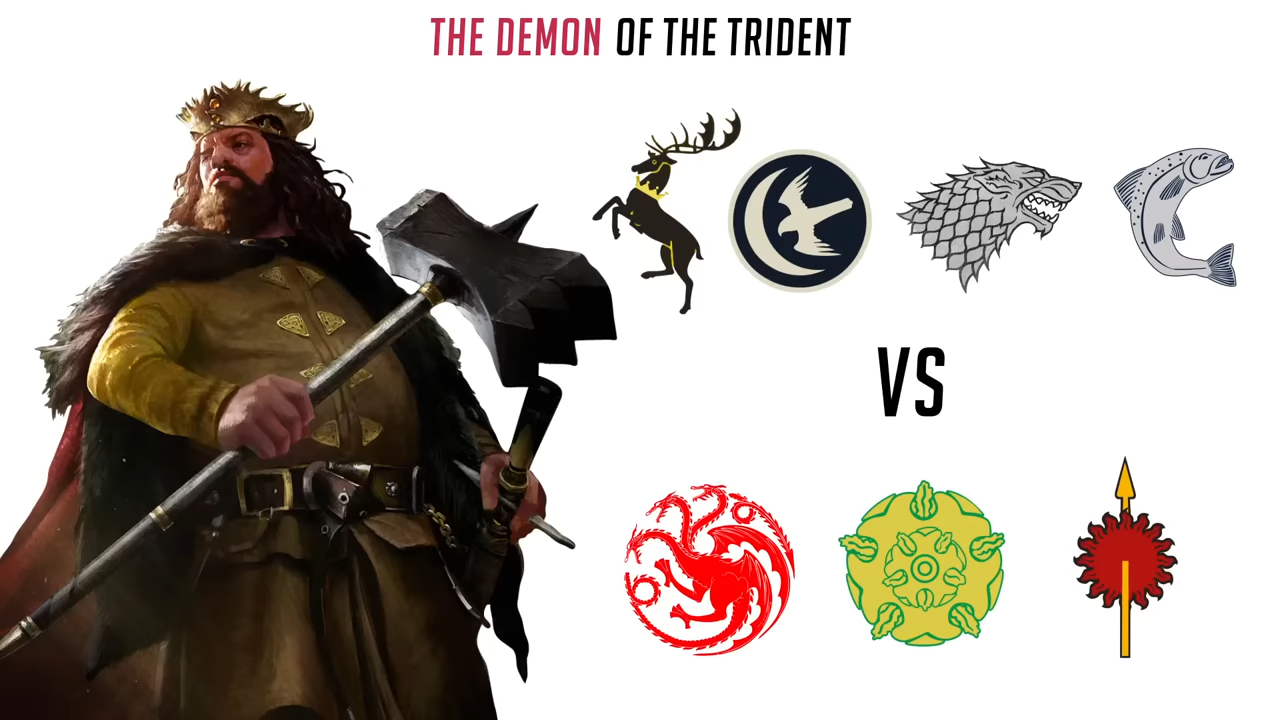 THE DEMON OF THE TRIDENT
VS